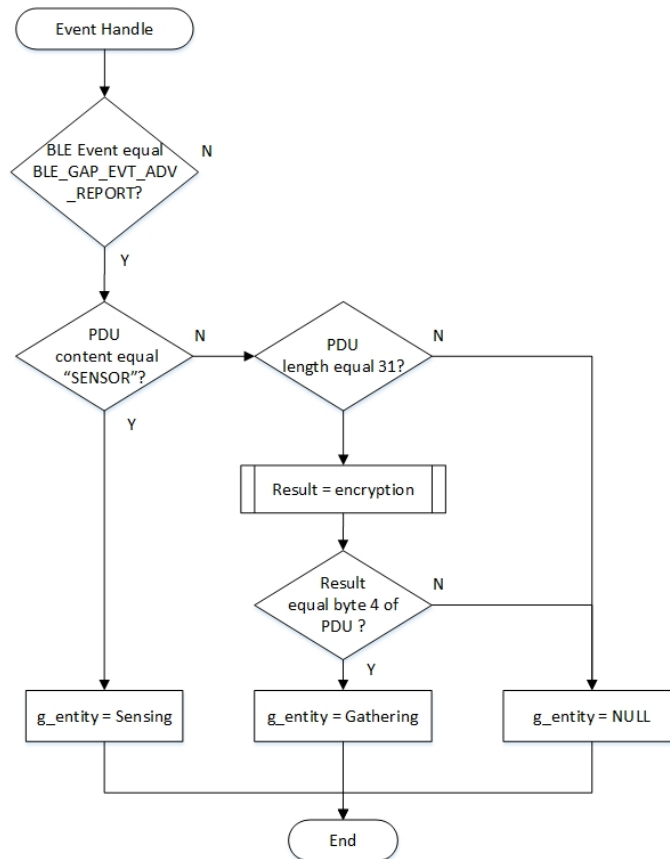 Event Handle
BLE Event equal
BLE_GAP_EVT_ADV
_REPORT?
N
Y
PDU
content equal
“SENSOR”?
N
PDU
length equal 31?
N
Y
Result = encryption
Result
equal byte 4 of
PDU ?
N
Y
g_entity = Sensing
g_entity = Gathering
g_entity = NULL
End